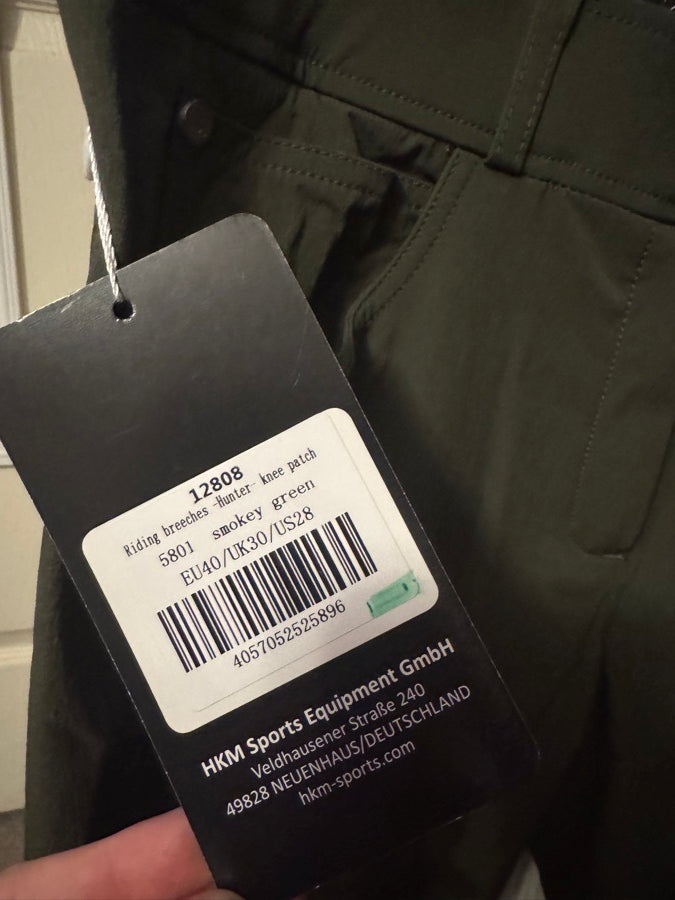 12808
Riding breeches -Hunter- knee patch
5801 smokey green
EU40/UK30/US28
4057052525896
HKM Sports Equipment GmbH
Veldhausener Straße 240
49828 NEUENHAUS/DEUTSCHLAND
hkm-sports.com